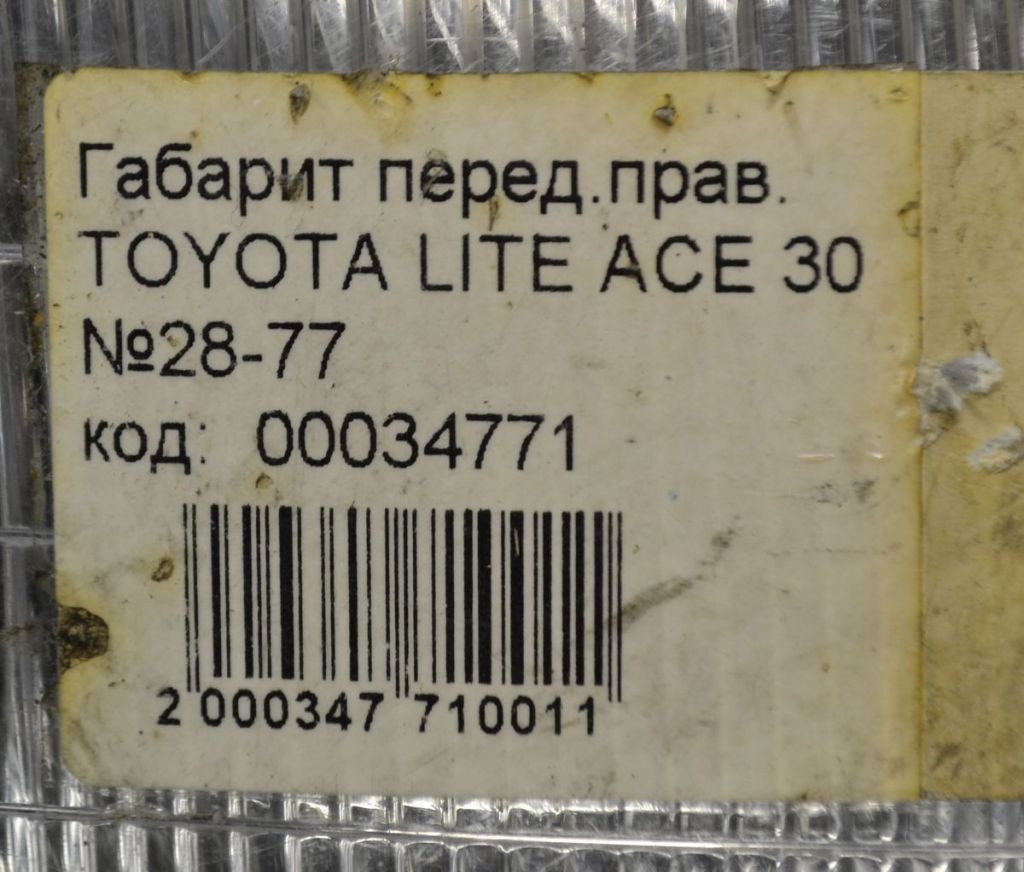 Габарит перед.прав.
TOYOTA LITE ACE 30
№28-77
код: 00034771
2 000347 710011